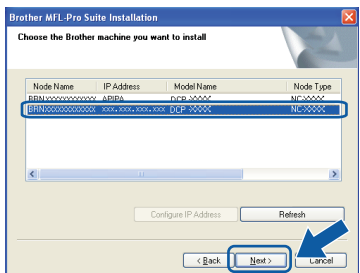 Brother MFL-Pro Suite Installation
Choose the Brother machine you want to install
Node Name IP Address Model Name Node Type
BRNXXXXXXXXXXXX APIPA DCP-XXXX NC-XXXX
BRNXXXXXXXXXXXX xxx.xxx.xxx.xxx DCP-XXXX NC-XXXX
Configure IP Address Refresh
< Back Next > Cancel